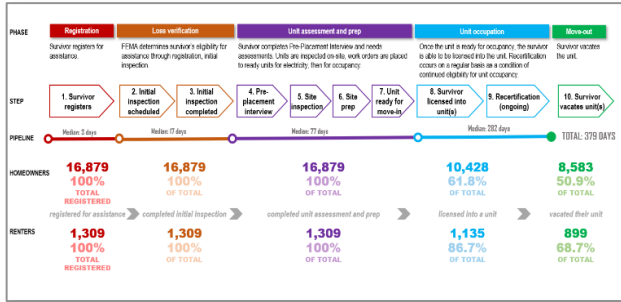 PHASE
Registration
Loss verification
Unit assessment and prep
Unit occupation
Move-out
Survivor registers for
assistance.
FEMA determines survivor's eligibility for
assistance through registration, initial
inspection.
Survivor completes Pre-Placement Interview and needs
assessments. Units are inspected on-site, work orders are placed
to ready units for electricity, then for occupancy.
Once the unit is ready for occupancy, the survivor
is able to be licensed into the unit. Recertification
occurs on a regular basis as a condition of
continued eligibility for unit occupancy.
Survivor vacates
the unit.
STEP
1. Survivor
registers
2. Initial
inspection
scheduled
3. Initial
inspection
completed
4. Pre-
placement
interview
5. Site
inspection
6. Site
prep
7. Unit
ready for
move-in
8. Survivor
licensed into
unit(s)
9. Recertification
(ongoing)
10. Survivor
vacates unit(s)
PIPELINE
Median: 3 days
Median: 17 days
Median: 77 days
Median: 282 days
TOTAL: 379 DAYS
HOMEOWNERS
16,879
100%
TOTAL
REGISTERED
16,879
100%
OF TOTAL
16,879
100%
OF TOTAL
10,428
61.8%
OF TOTAL
8,583
50.9%
OF TOTAL
registered for assistance
completed initial inspection
completed unit assessment and prep
licensed into a unit
vacated their unit
RENTERS
1,309
100%
TOTAL
REGISTERED
1,309
100%
OF TOTAL
1,309
100%
OF TOTAL
1,135
86.7%
OF TOTAL
899
68.7%
OF TOTAL